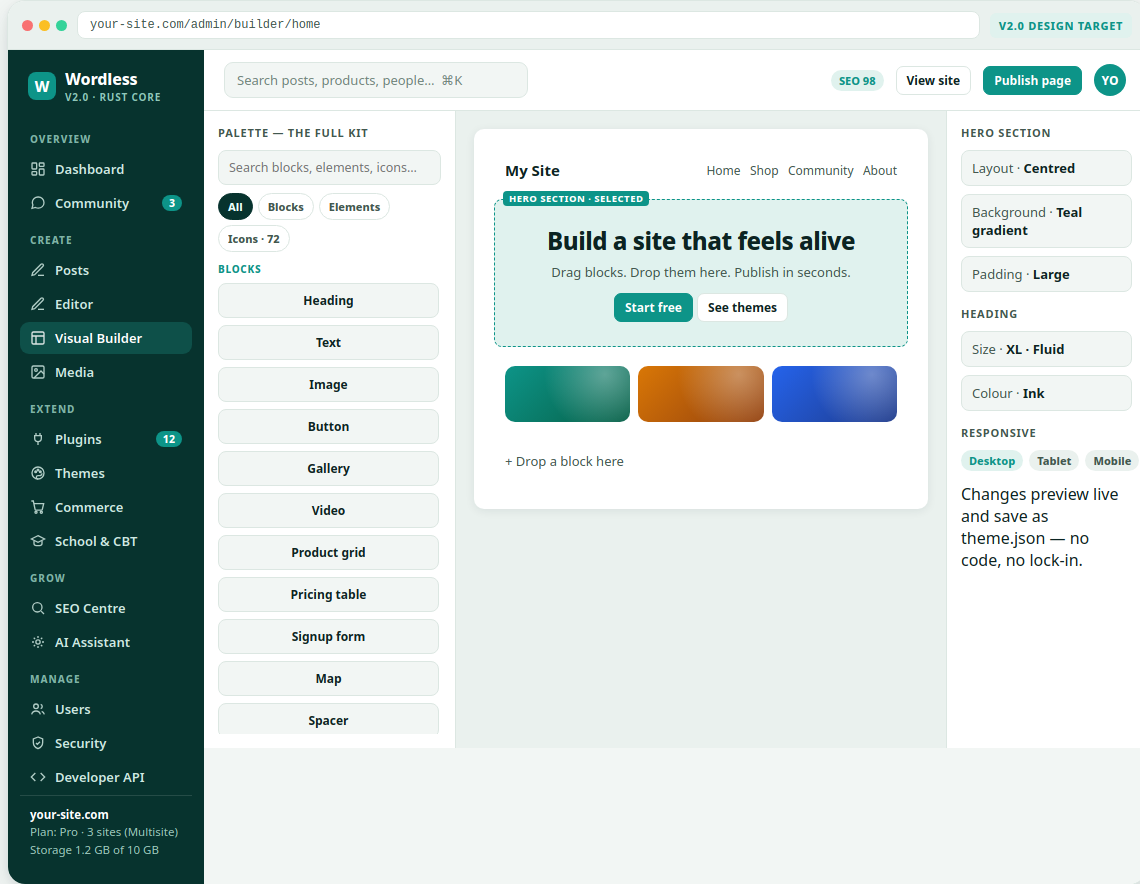 your-site.com/admin/builder/home
V2.0 DESIGN TARGET
W
Wordless
V2.0 · RUST CORE
OVERVIEW
Dashboard
Community 3
CREATE
Posts
Editor
Visual Builder
Media
EXTEND
Plugins 12
Themes
Commerce
School & CBT
GROW
SEO Centre
AI Assistant
MANAGE
Users
Security
Developer API
your-site.com
Plan: Pro · 3 sites (Multisite)
Storage 1.2 GB of 10 GB
Search posts, products, people... ⌘K
SEO 98
View site
Publish page
YO
PALETTE — THE FULL KIT
Search blocks, elements, icons...
All Blocks Elements
Icons · 72
BLOCKS
Heading
Text
Image
Button
Gallery
Video
Product grid
Pricing table
Signup form
Map
Spacer
My Site
Home Shop Community About
HERO SECTION · SELECTED
Build a site that feels alive
Drag blocks. Drop them here. Publish in seconds.
Start free See themes
+ Drop a block here
HERO SECTION
Layout · Centred
Background · Teal
gradient
Padding · Large
HEADING
Size · XL · Fluid
Colour · Ink
RESPONSIVE
Desktop Tablet Mobile
Changes preview live
and save as
theme.json — no
code, no lock-in.